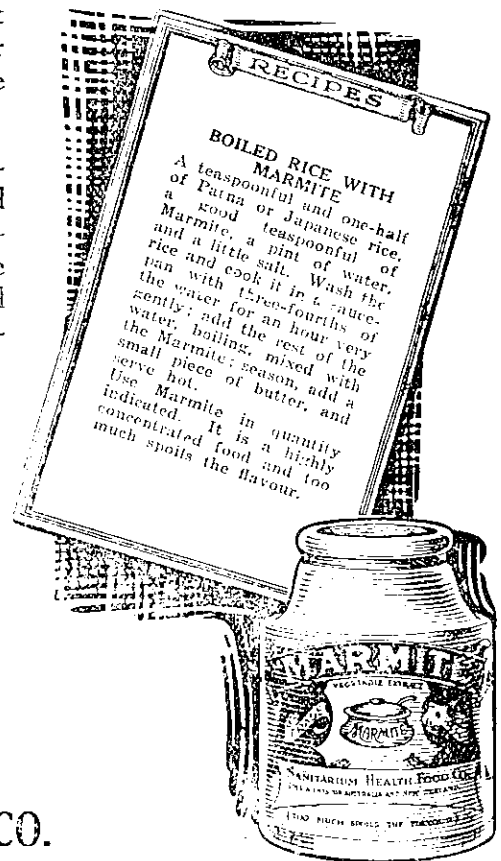 RECIPES
BOILED RICE WITH
MARMITE
A teaspoonful and one-half
of Patna or Japanese rice,
a good teaspoonful of
Marmite, a pint of water,
and a little salt. Wash the
rice and cook it in a sauce-
pan with three-fourths of
the water for an hour very
gently; add the rest of the
water, boiling, mixed with
the Marmite; season, add a
small piece of butter, and
serve hot.
Use Marmite in quantity
indicated. It is a highly
concentrated food and too
much spoils the flavour.
MARMITE
VEGETABLE EXTRACT
MARMITE
SANITARIUM HEALTH FOOD CO.
AUSTRALIA AND NEW ZEALAND
TOO MUCH SPOILS THE FLAVOUR
CO.